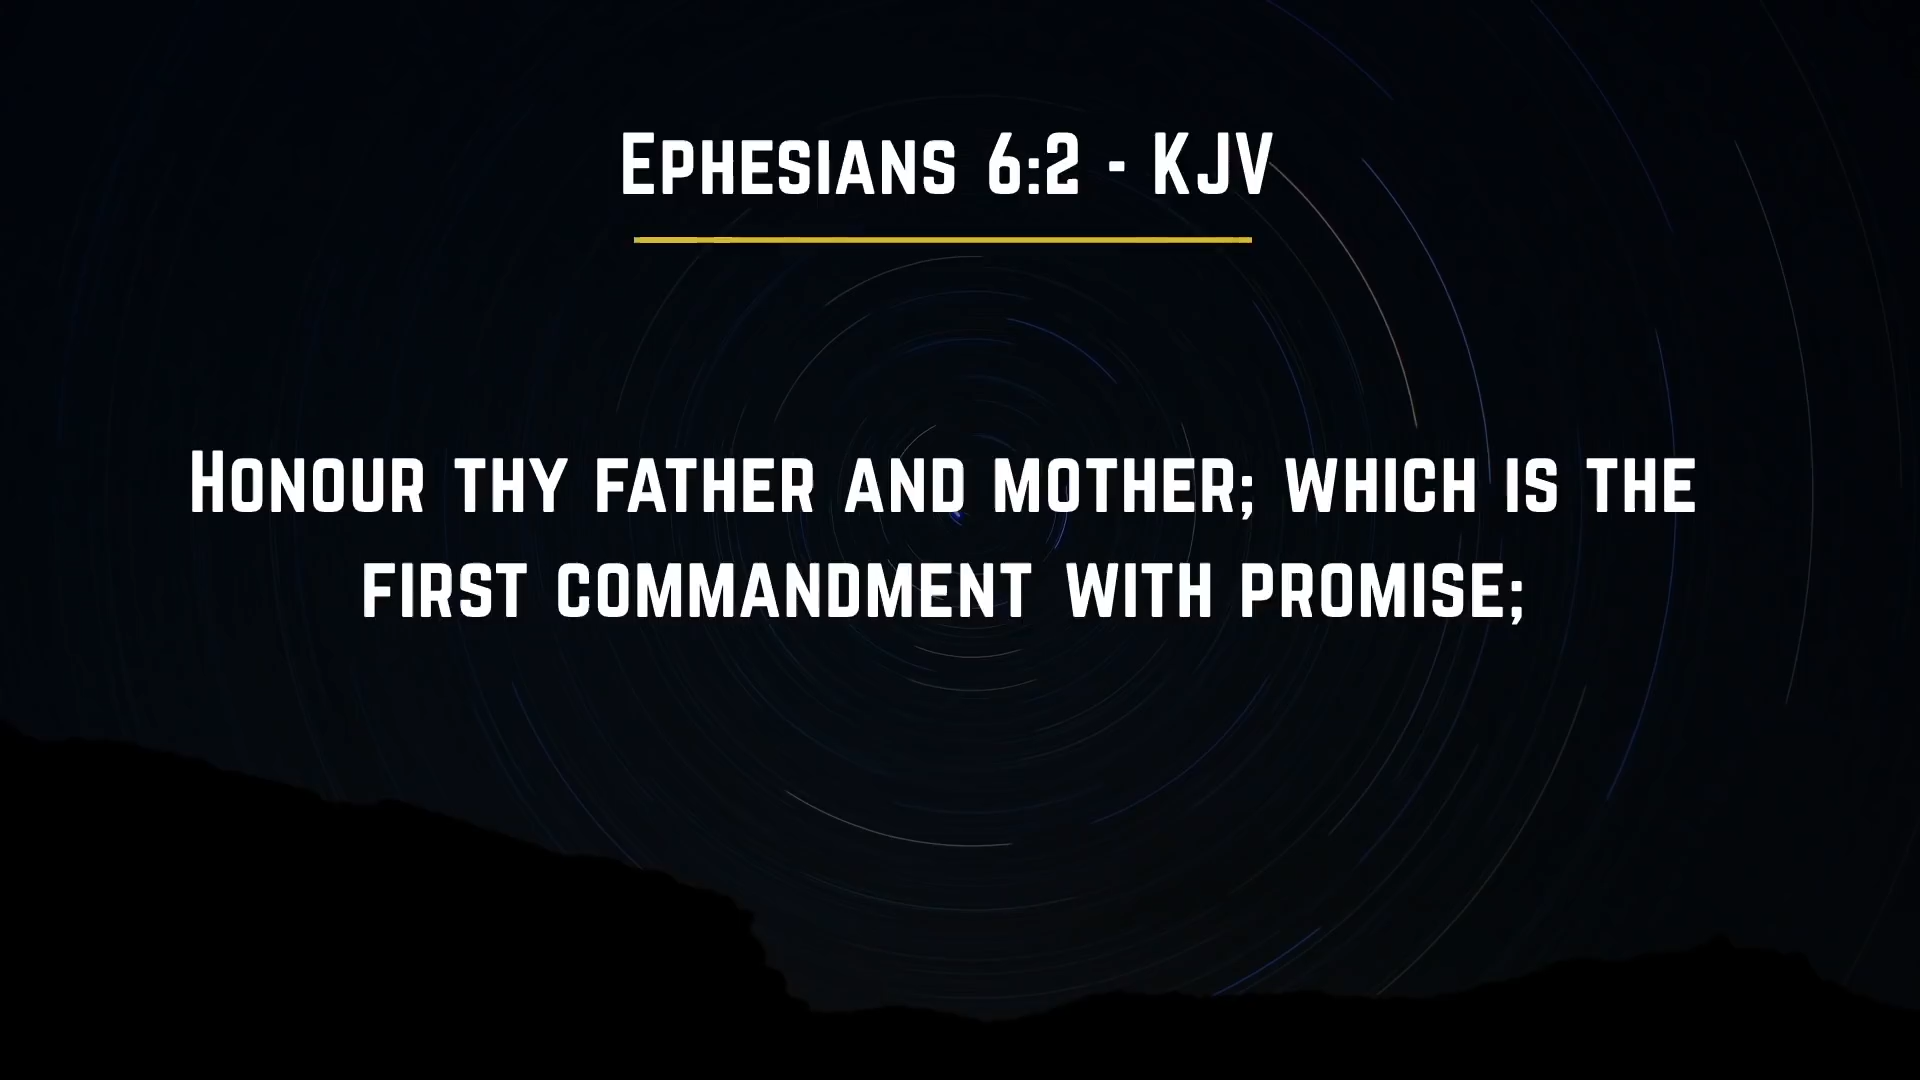 Ephesians 6:2 - KJV
Honour thy father and mother; which is the
first commandment with promise;